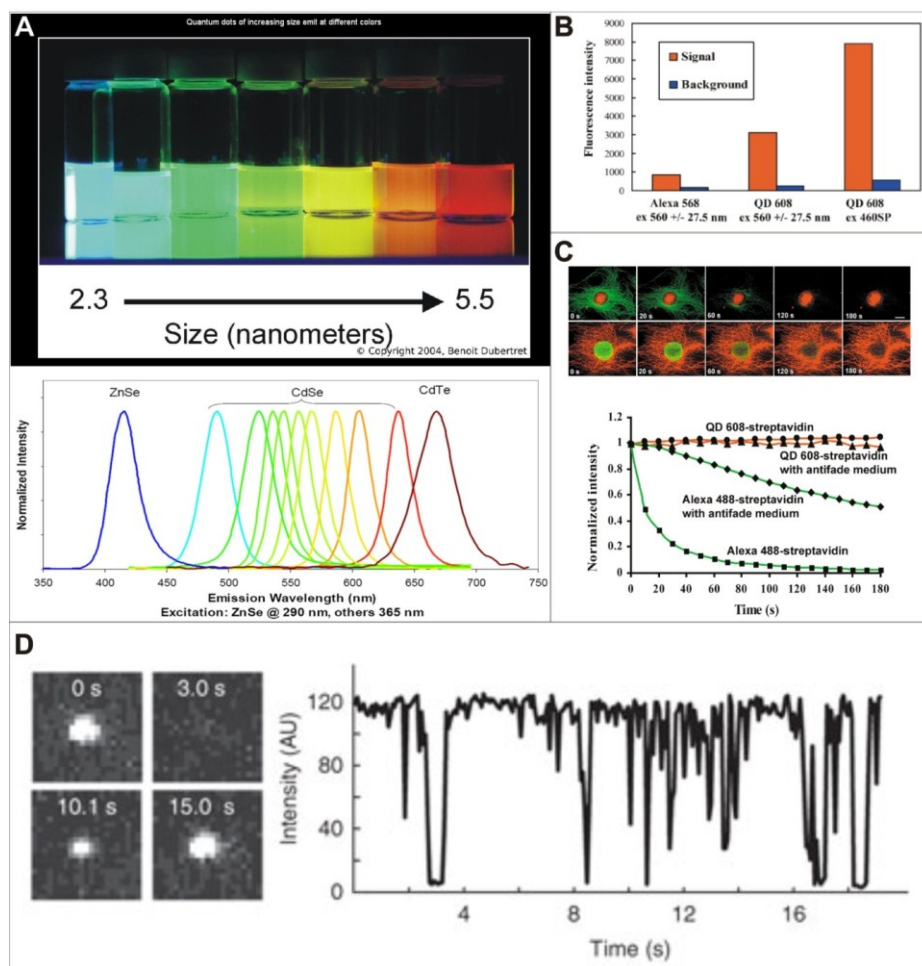 A
Quantum dots of increasing size emit at different colors
2.3
5.5
Size (nanometers)
© Copyright 2004, Benoit Dubertret
ZnSe
CdSe
CdTe
Normalized Intensity
350 400 450 500 550 600 650 700 750
Emission Wavelength (nm)
Excitation: ZnSe @ 290 nm, others 365 nm
B
Fluorescence intensity
9000
8000
7000
6000
5000
4000
3000
2000
1000
0
Signal
Background
Alexa 568
ex 560 +/- 27.5 nm
QD 608
ex 560 +/- 27.5 nm
QD 608
ex 460SP
C
0 s 20 s 60 s 120 s 180 s
0 s 20 s 60 s 120 s 180 s
Normalized intensity
1.2
1
0.8
0.6
0.4
0.2
0
QD 608-streptavidin
QD 608-streptavidin
with antifade medium
Alexa 488-streptavidin
with antifade medium
Alexa 488-streptavidin
0 20 40 60 80 100 120 140 160 180
Time (s)
D
0 s
3.0 s
10.1 s
15.0 s
Intensity (AU)
120
80
40
0
4 8 12 16
Time (s)